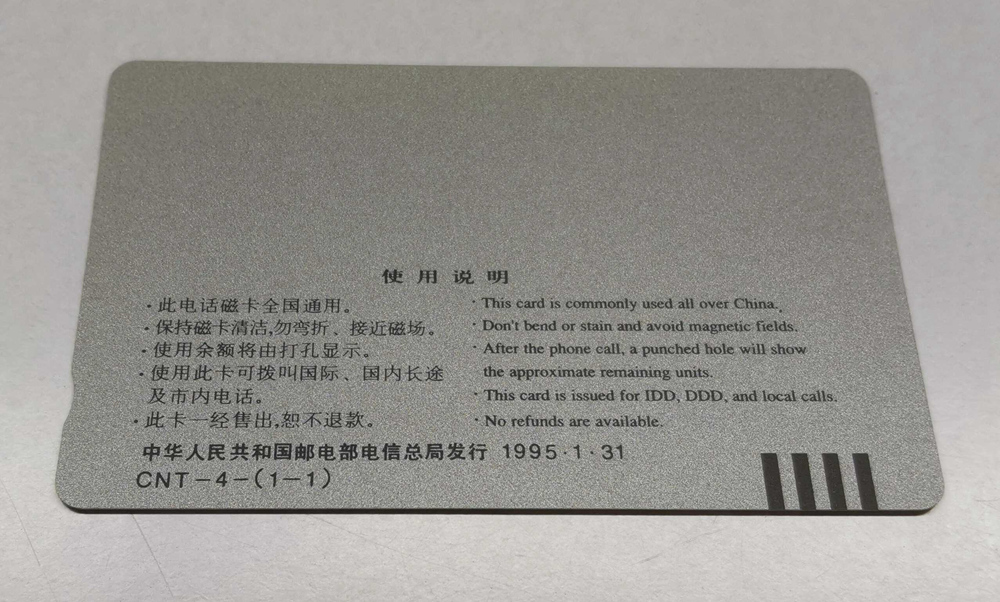 使用说明
·此电话磁卡全国通用。
·保持磁卡清洁,勿弯折、接近磁场。
·使用余额将由打孔显示。
·使用此卡可拨叫国际、国内长途
及市内电话。
·此卡一经售出,恕不退款。
·This card is commonly used all over China.
·Don't bend or stain and avoid magnetic fields.
·After the phone call, a punched hole will show
the approximate remaining units.
·This card is issued for IDD, DDD, and local calls.
·No refunds are available.
中华人民共和国邮电部电信总局发行 1995·1·31
CNT-4-(1-1)